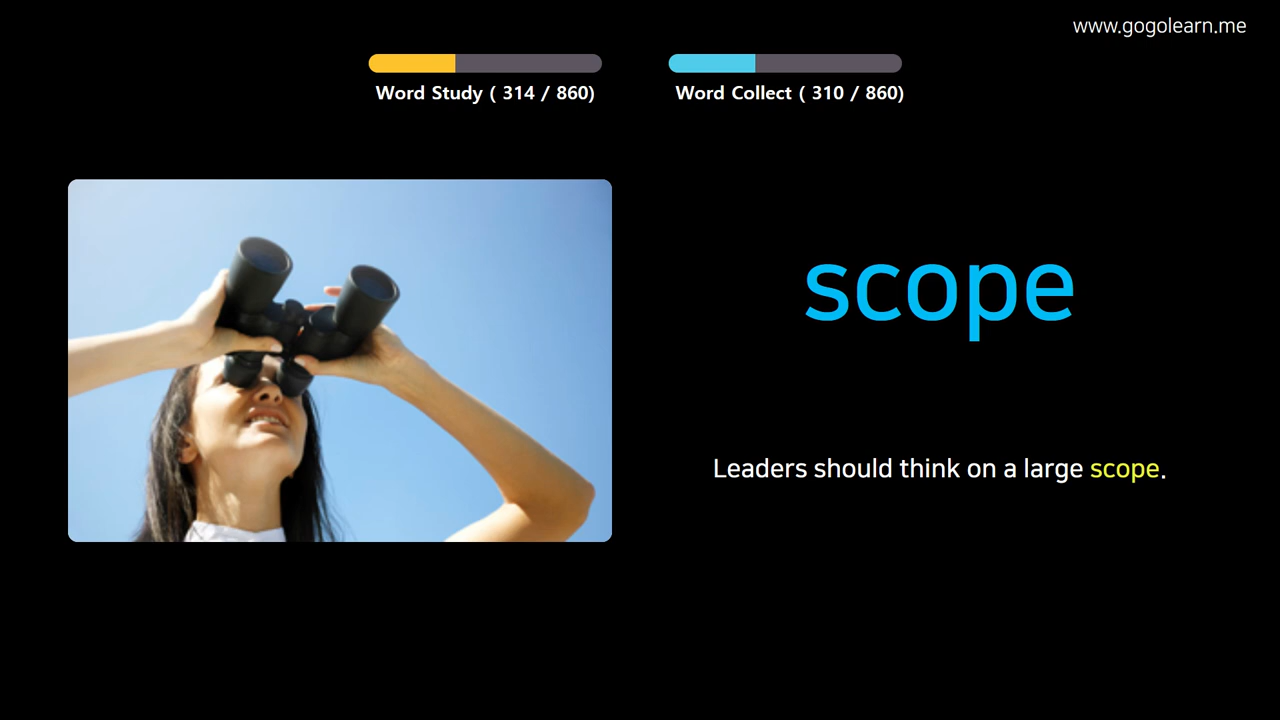 www.gogolearn.me
Word Study ( 314 / 860)
Word Collect ( 310 / 860)
scope
Leaders should think on a large scope.